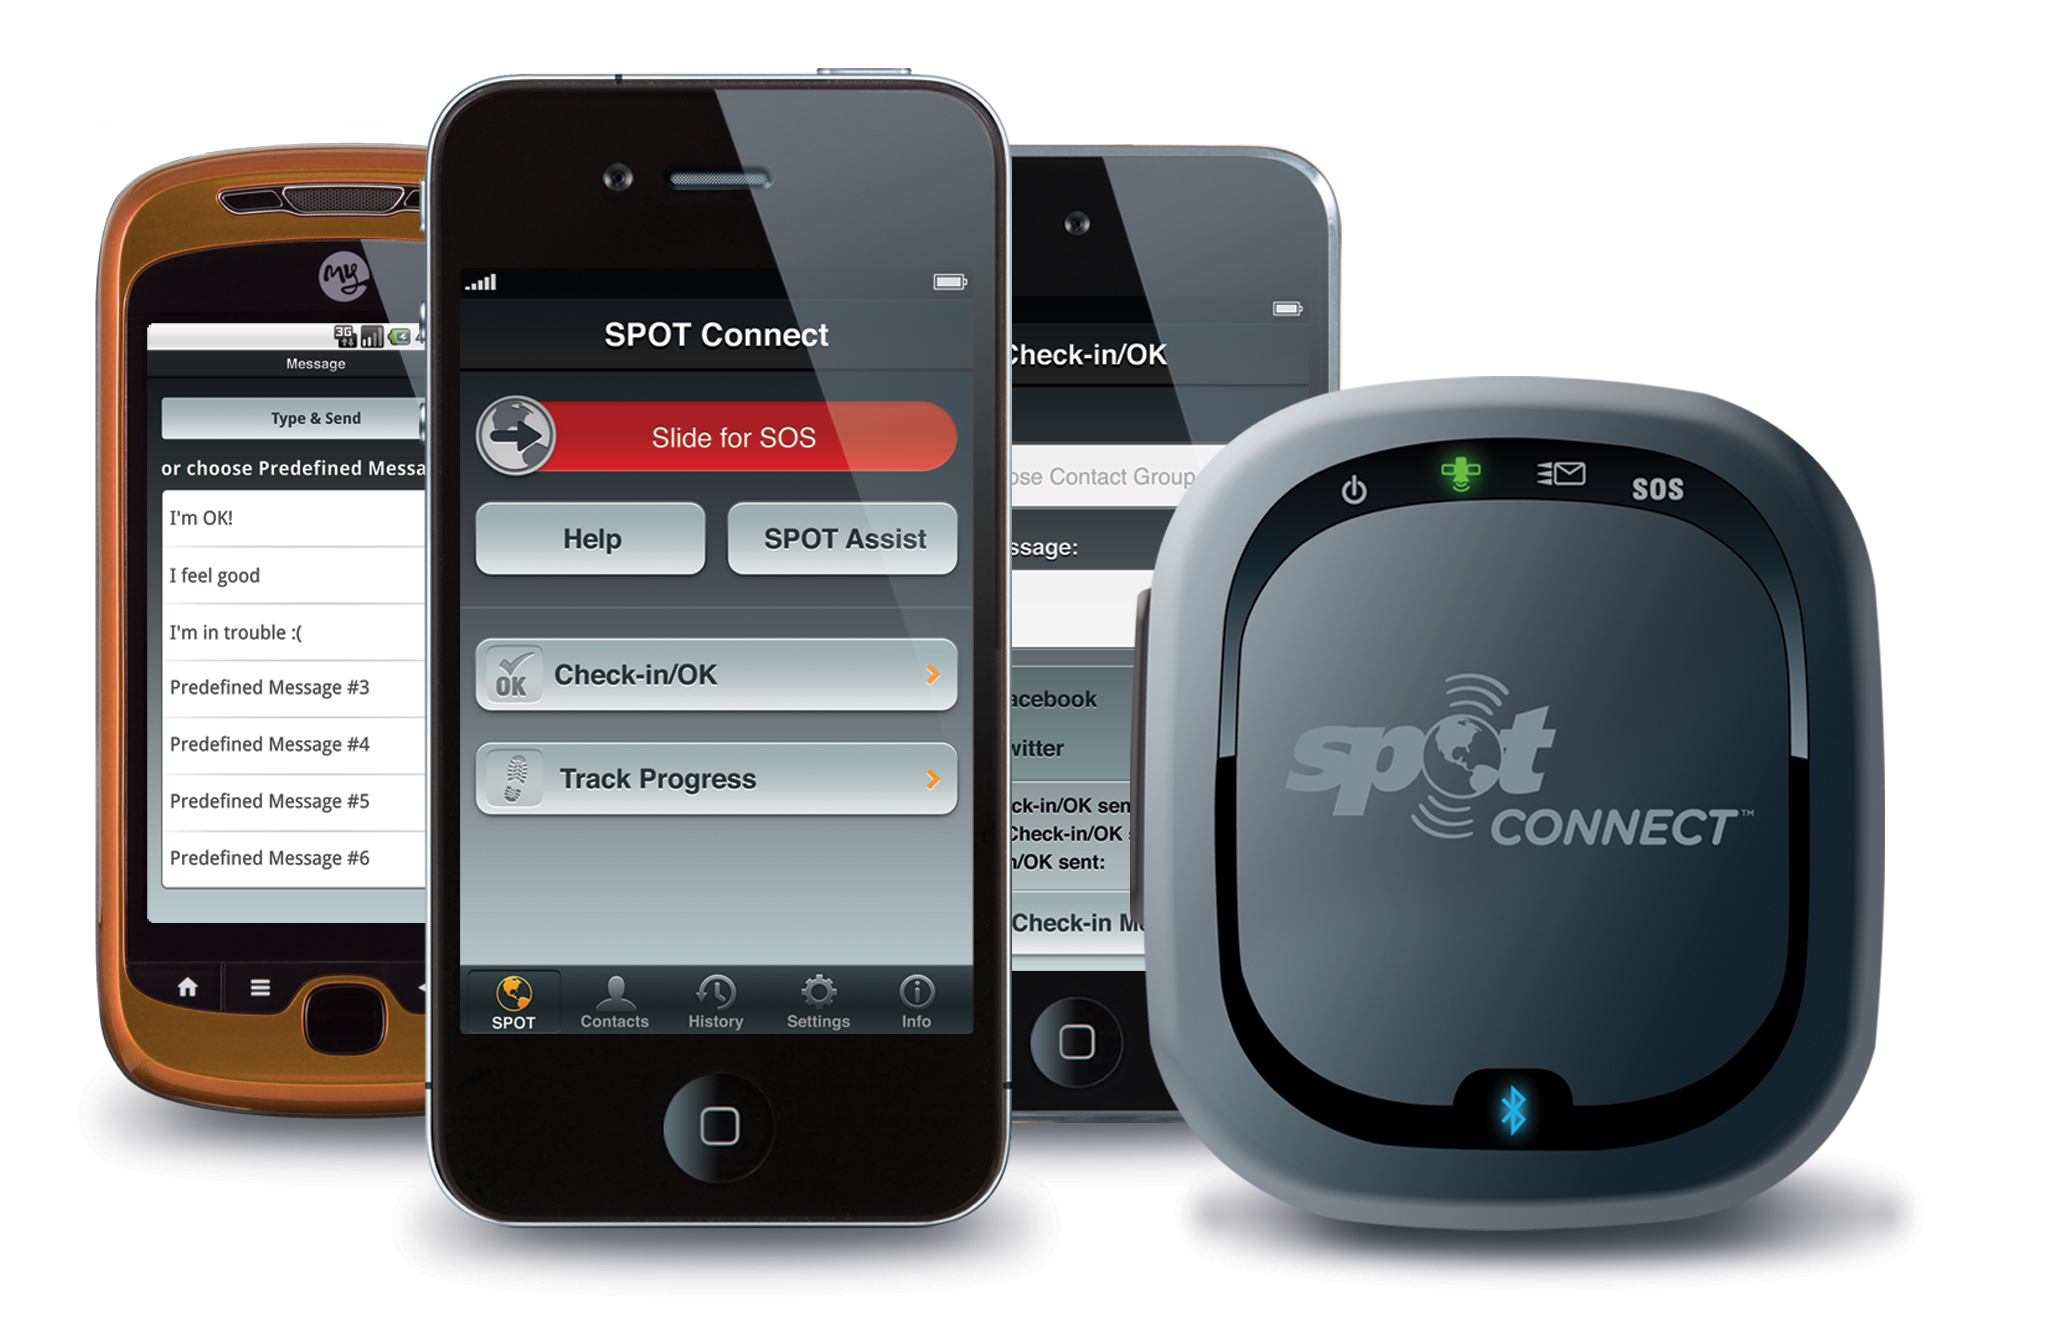 my
3G
4
Message
Type & Send
or choose Predefined Messa
I'm OK!
I feel good
I'm in trouble :(
Predefined Message #3
Predefined Message #4
Predefined Message #5
Predefined Message #6
SPOT Connect
Slide for SOS
Help
SPOT Assist
OK
Check-in/OK
Track Progress
SPOT
Contacts
History
Settings
Info
Check-in/OK
ose Contact Group
ssage:
acebook
witter
ck-in/OK sen
Check-in/OK
n/OK sent:
Check-in M
SOS
spot
CONNECT™